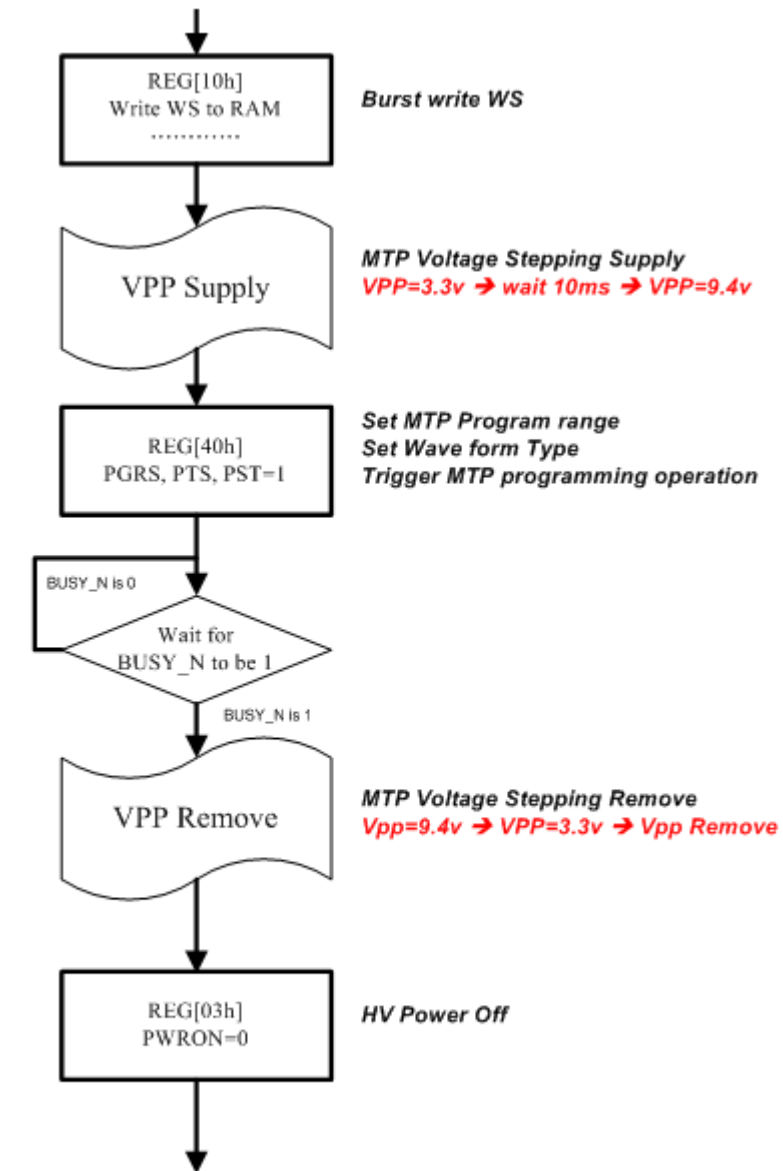 REG[10h]
Write WS to RAM
............
Burst write WS
VPP Supply
MTP Voltage Stepping Supply
VPP=3.3v ➔ wait 10ms ➔ VPP=9.4v
REG[40h]
PGRS, PTS, PST=1
Set MTP Program range
Set Wave form Type
Trigger MTP programming operation
BUSY_N is 0
Wait for
BUSY_N to be 1
BUSY_N is 1
VPP Remove
MTP Voltage Stepping Remove
Vpp=9.4v ➔ VPP=3.3v ➔ Vpp Remove
REG[03h]
PWRON=0
HV Power Off